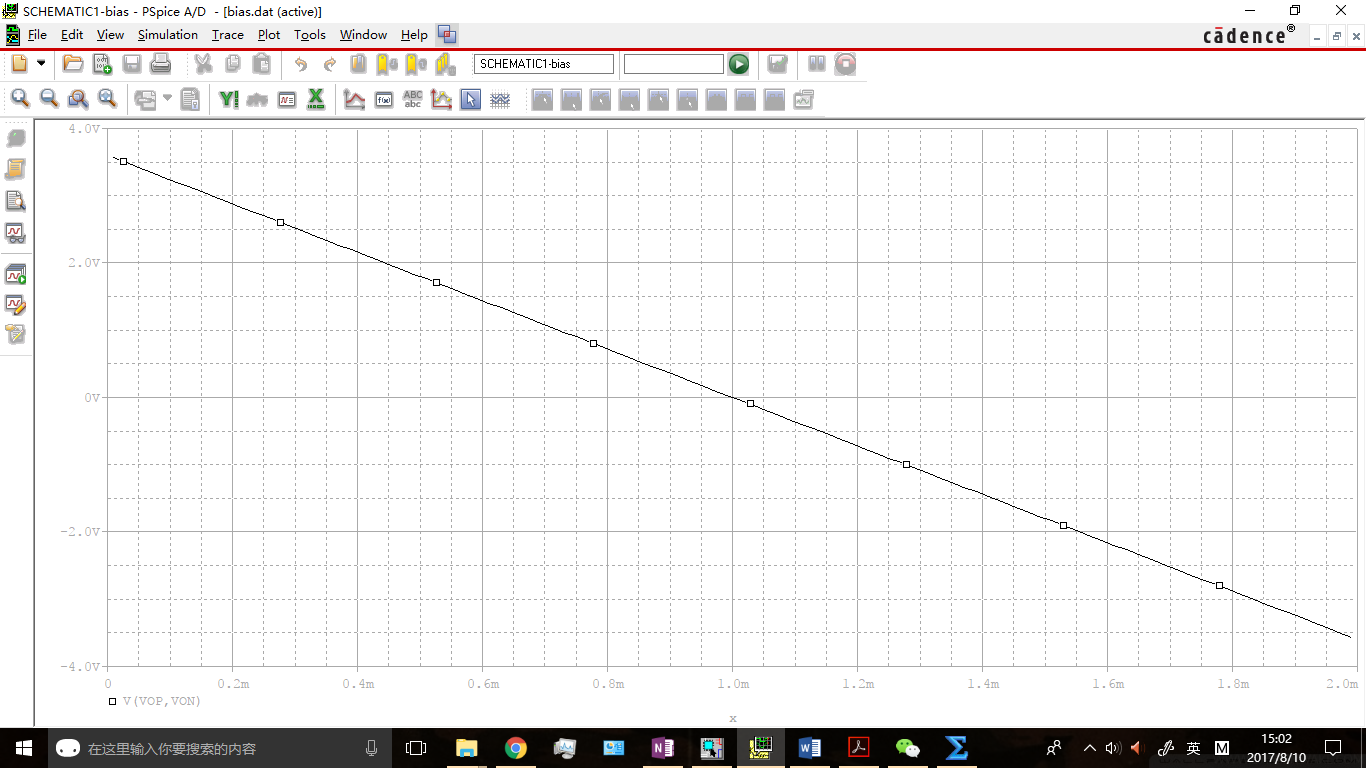 SCHEMATIC1-bias - PSpice A/D - [bias.dat (active)]
File Edit View Simulation Trace Plot Tools Window Help
cādence®
SCHEMATIC1-bias
ABC
abc
4.0V
2.0V
0V
-2.0V
-4.0V
0 0.2m 0.4m 0.6m 0.8m 1.0m 1.2m 1.4m 1.6m 1.8m 2.0m
V(VOP,VON)
x
在这里输入你要搜索的内容
英
M
15:02
2017/8/10